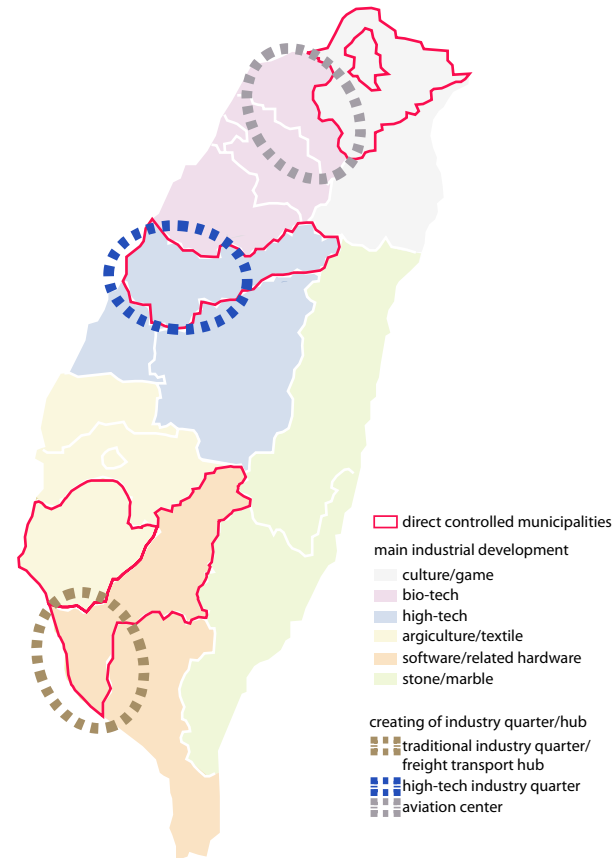 direct controlled municipalities
main industrial development
culture/game
bio-tech
high-tech
argiculture/textile
software/related hardware
stone/marble
creating of industry quarter/hub
traditional industry quarter/
freight transport hub
high-tech industry quarter
aviation center